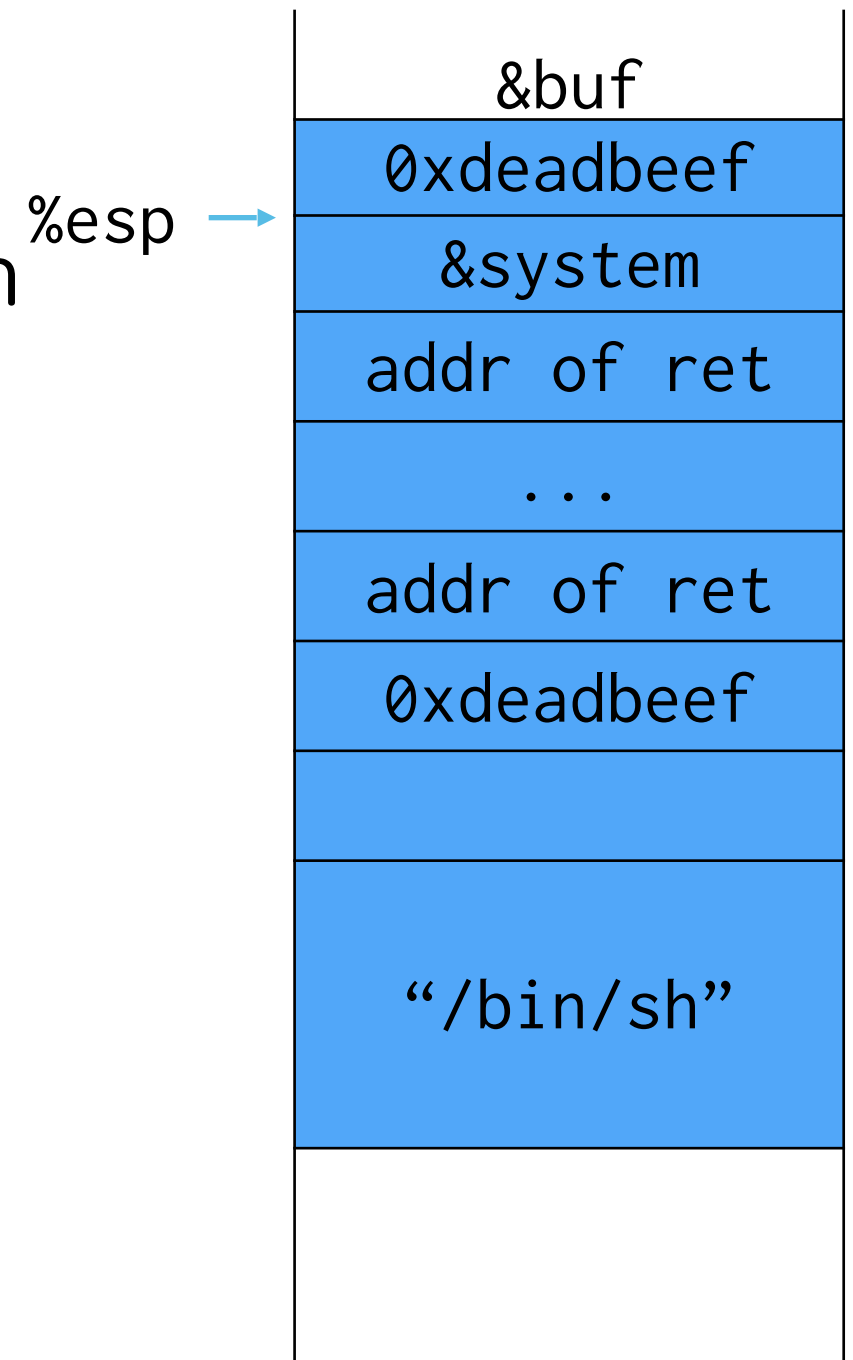 &buf
0xdeadbeef
%esp
n
&system
addr of ret
...
addr of ret
0xdeadbeef
“/bin/sh”